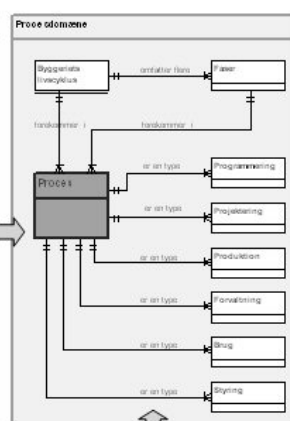 Procesdomæne
Byggeriets
livscyklus
omfatter flere
Faser
forekommer i
forekommer i
Proces
er en type
Programmering
er en type
Projektering
er en type
Produktion
er en type
Forvaltning
er en type
Brug
er en type
Styring